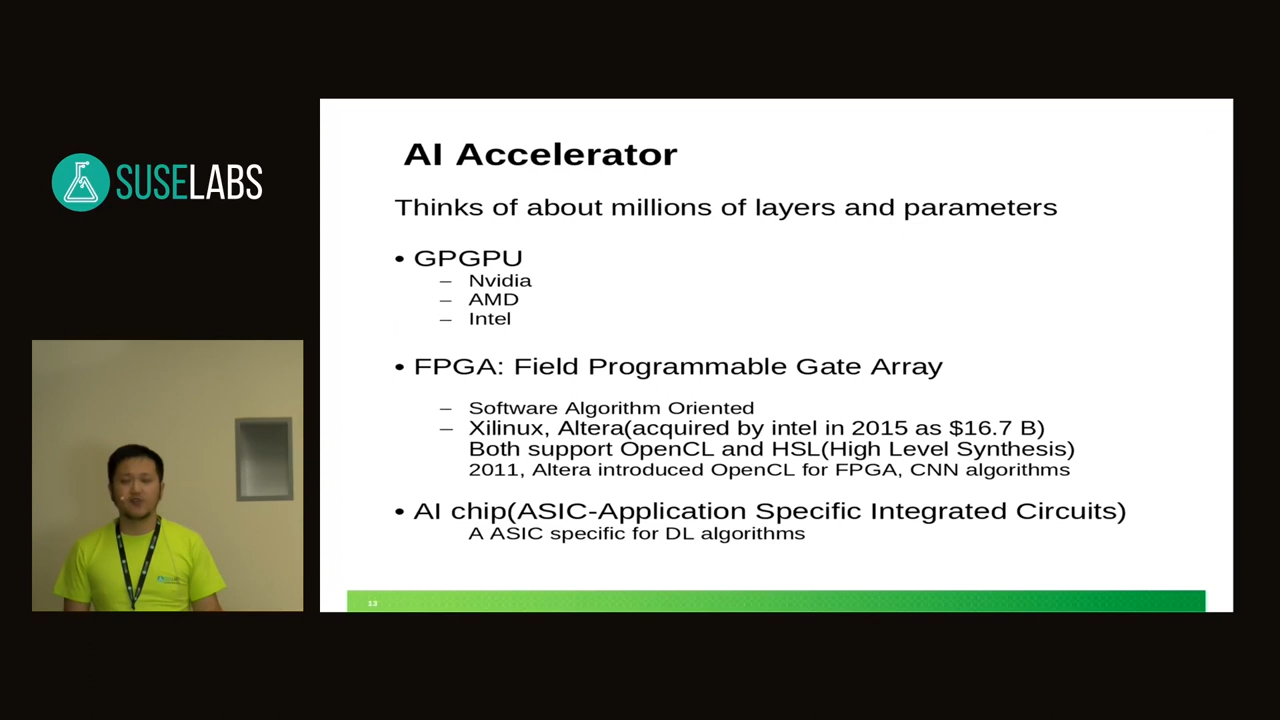 SUSELABS
AI Accelerator
Thinks of about millions of layers and parameters
• GPGPU
– Nvidia
– AMD
– Intel
• FPGA: Field Programmable Gate Array
– Software Algorithm Oriented
– Xilinux, Altera(acquired by intel in 2015 as $16.7 B)
Both support OpenCL and HSL(High Level Synthesis)
2011, Altera introduced OpenCL for FPGA, CNN algorithms
• AI chip(ASIC-Application Specific Integrated Circuits)
A ASIC specific for DL algorithms
13